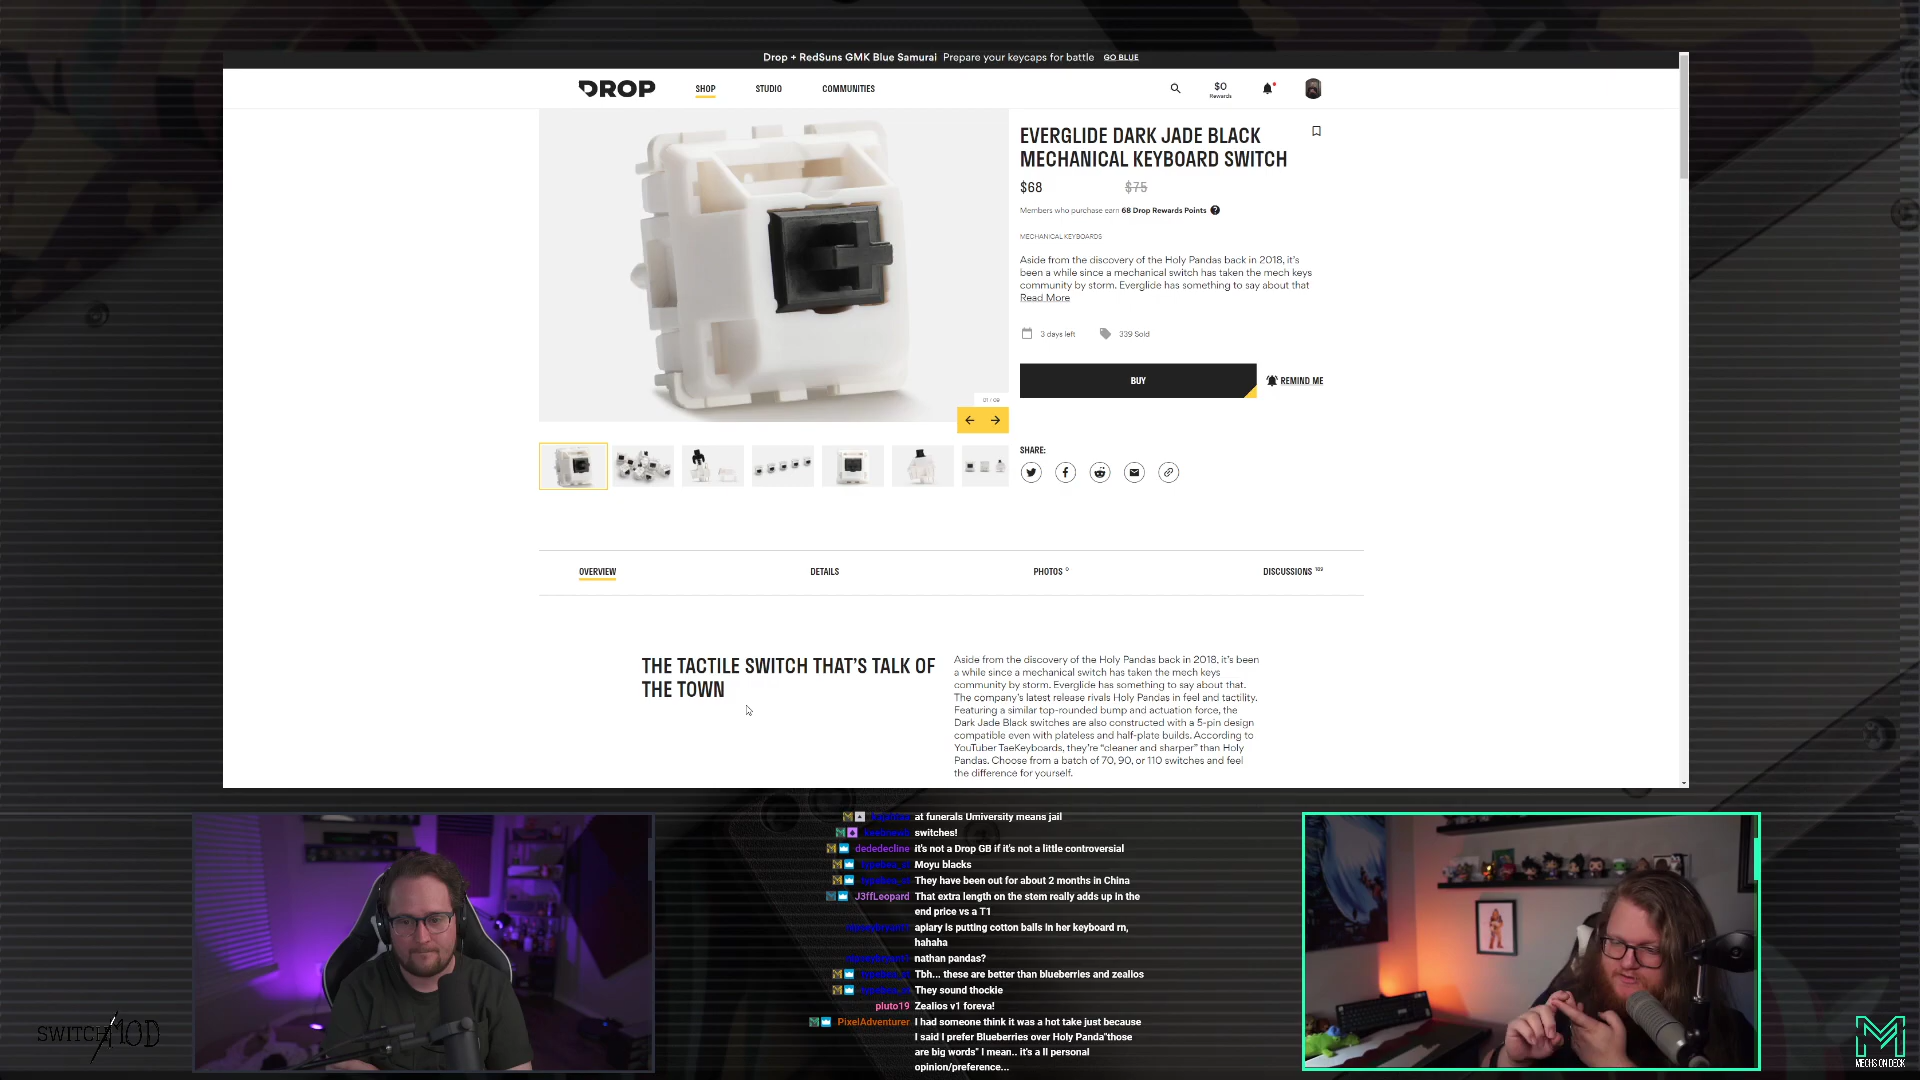 Drop + RedSuns GMK Blue Samurai Prepare your keycaps for battle GO BLUE
DROP
SHOP
STUDIO
COMMUNITIES
$0
Rewards
EVERGLIDE DARK JADE BLACK
MECHANICAL KEYBOARD SWITCH
$68 $75
Members who purchase earn 68 Drop Rewards Points ?
MECHANICAL KEYBOARDS
Aside from the discovery of the Holy Pandas back in 2018, it's
been a while since a mechanical switch has taken the mech keys
community by storm. Everglide has something to say about that
Read More
3 days left 339 Sold
BUY
REMIND ME
01 / 09
SHARE:
OVERVIEW
DETAILS
PHOTOS 0
DISCUSSIONS
THE TACTILE SWITCH THAT'S TALK OF
THE TOWN
Aside from the discovery of the Holy Pandas back in 2018, it's been
a while since a mechanical switch has taken the mech keys
community by storm. Everglide has something to say about that.
The company's latest release rivals Holy Pandas in feel and tactility.
Featuring a similar top-rounded bump and actuation force, the
Dark Jade Black switches are also constructed with a 5-pin design
compatible even with plateless and half-plate builds. According to
YouTuber TaeKeyboards, they're "cleaner and sharper" than Holy
Pandas. Choose from a batch of 70, 90, or 110 switches and feel
the difference for yourself.
at funerals Umiversity means jail
switches!
dededecline it's not a Drop GB if it's not a little controversial
Moyu blacks
They have been out for about 2 months in China
J3ffLeopard That extra length on the stem really adds up in the
end price vs a T1
apiary is putting cotton balls in her keyboard rn,
hahaha
nathan pandas?
Tbh... these are better than blueberries and zealios
They sound thockie
pluto19 Zealios v1 foreva!
PixelAdventurer I had someone think it was a hot take just because
I said I prefer Blueberries over Holy Panda"those
are big words" I mean.. it's a ll personal
opinion/preference...
SWITCH MOD
MECHS ON DECK